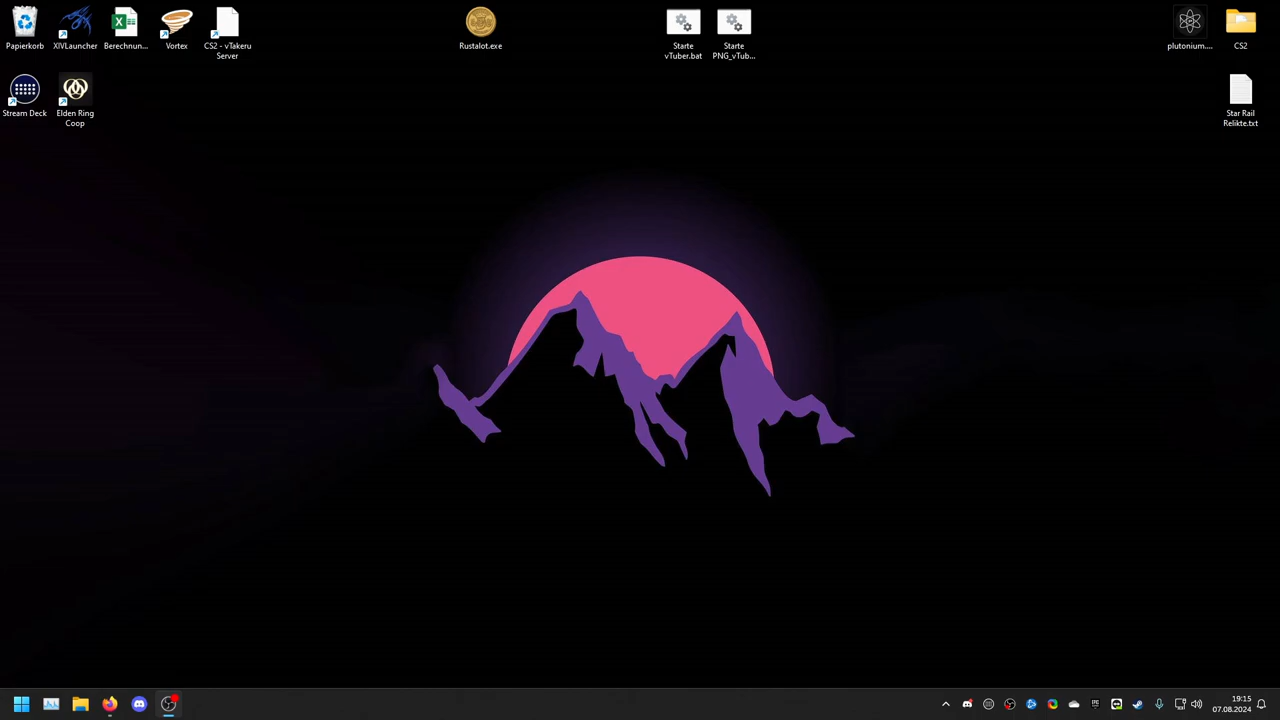 Papierkorb
XIVLauncher
Berechnun...
Vortex
CS2 - vTakeru
Server
Rustalot.exe
Starte
vTuber.bat
Starte
PNG_vTub...
plutonium....
CS2
Stream Deck
Elden Ring
Coop
Star Rail
Relikte.txt
19:15
07.08.2024